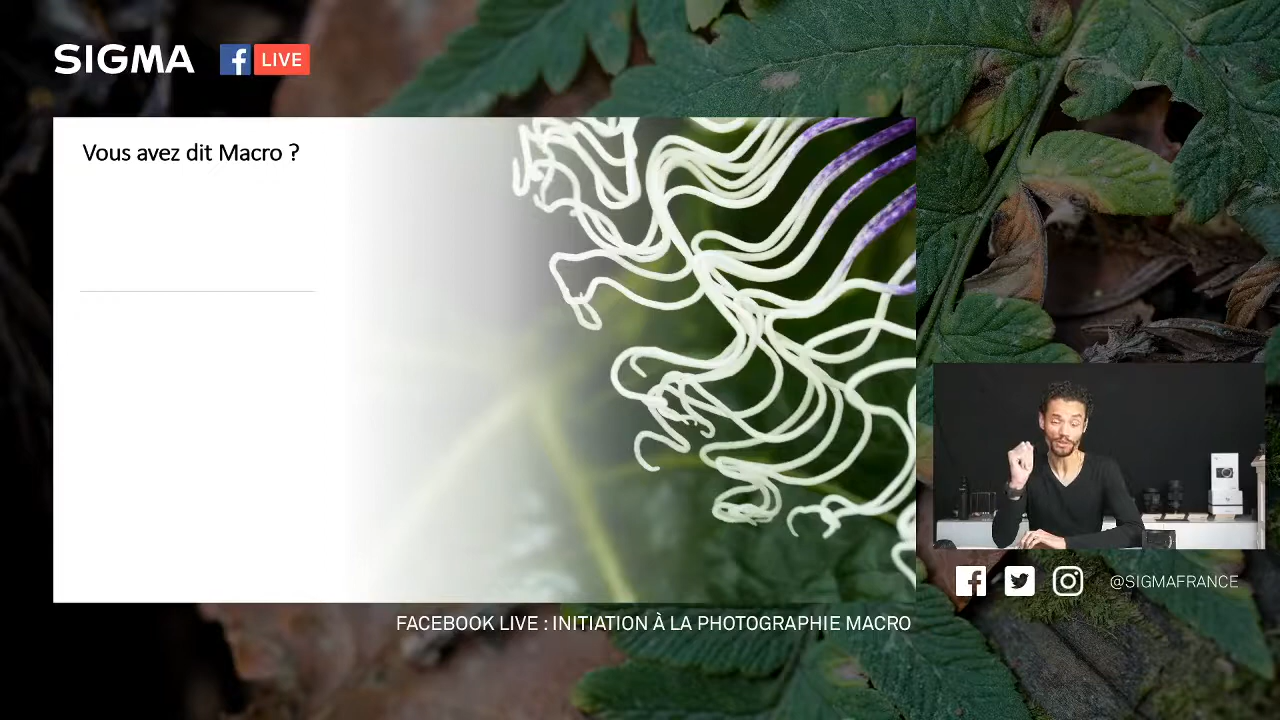 SIGMA
LIVE
Vous avez dit Macro ?
@SIGMAFRANCE
FACEBOOK LIVE : INITIATION À LA PHOTOGRAPHIE MACRO